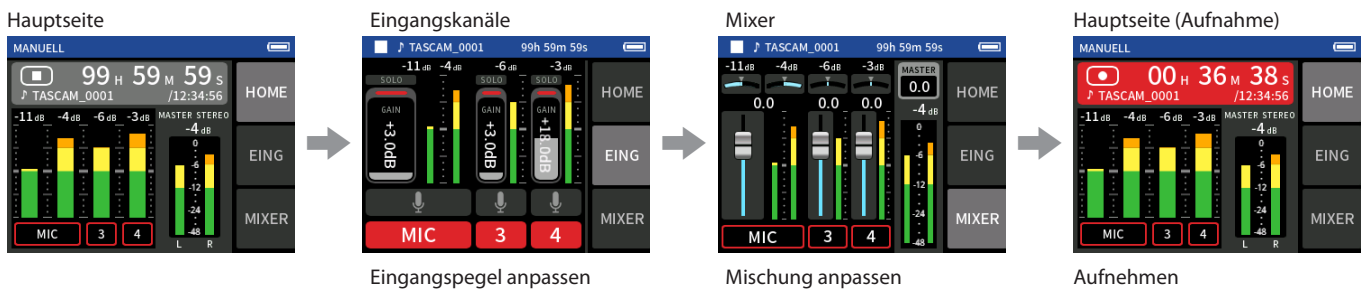 Hauptseite
MANUELL
99 H 59 M 59 S
♪ TASCAM_0001 /12:34:56
-11 dB -4 dB -6 dB -3 dB
MASTER STEREO
-4 dB
0
-6
-12
-24
-48
L R
MIC 3 4
HOME
EING
MIXER
Eingangskanäle
♪ TASCAM_0001 99h 59m 59s
-11 dB -4 dB -6 dB -3 dB
SOLO SOLO SOLO
GAIN GAIN GAIN
+3.0dB +3.0dB +18.0dB
MIC 3 4
HOME
EING
MIXER
Eingangspegel anpassen
Mixer
♪ TASCAM_0001 99h 59m 59s
-11 dB -4 dB -6 dB -3 dB
MASTER
0.0
0.0 0.0 0.0
-4 dB
0
-6
-12
-24
-48
MIC 3 4
HOME
EING
MIXER
Mischung anpassen
Hauptseite (Aufnahme)
MANUELL
00 H 36 M 38 S
♪ TASCAM_0001 /12:34:56
-11 dB -4 dB -6 dB -3 dB
MASTER STEREO
-4 dB
0
-6
-12
-24
-48
L R
MIC 3 4
HOME
EING
MIXER
Aufnehmen